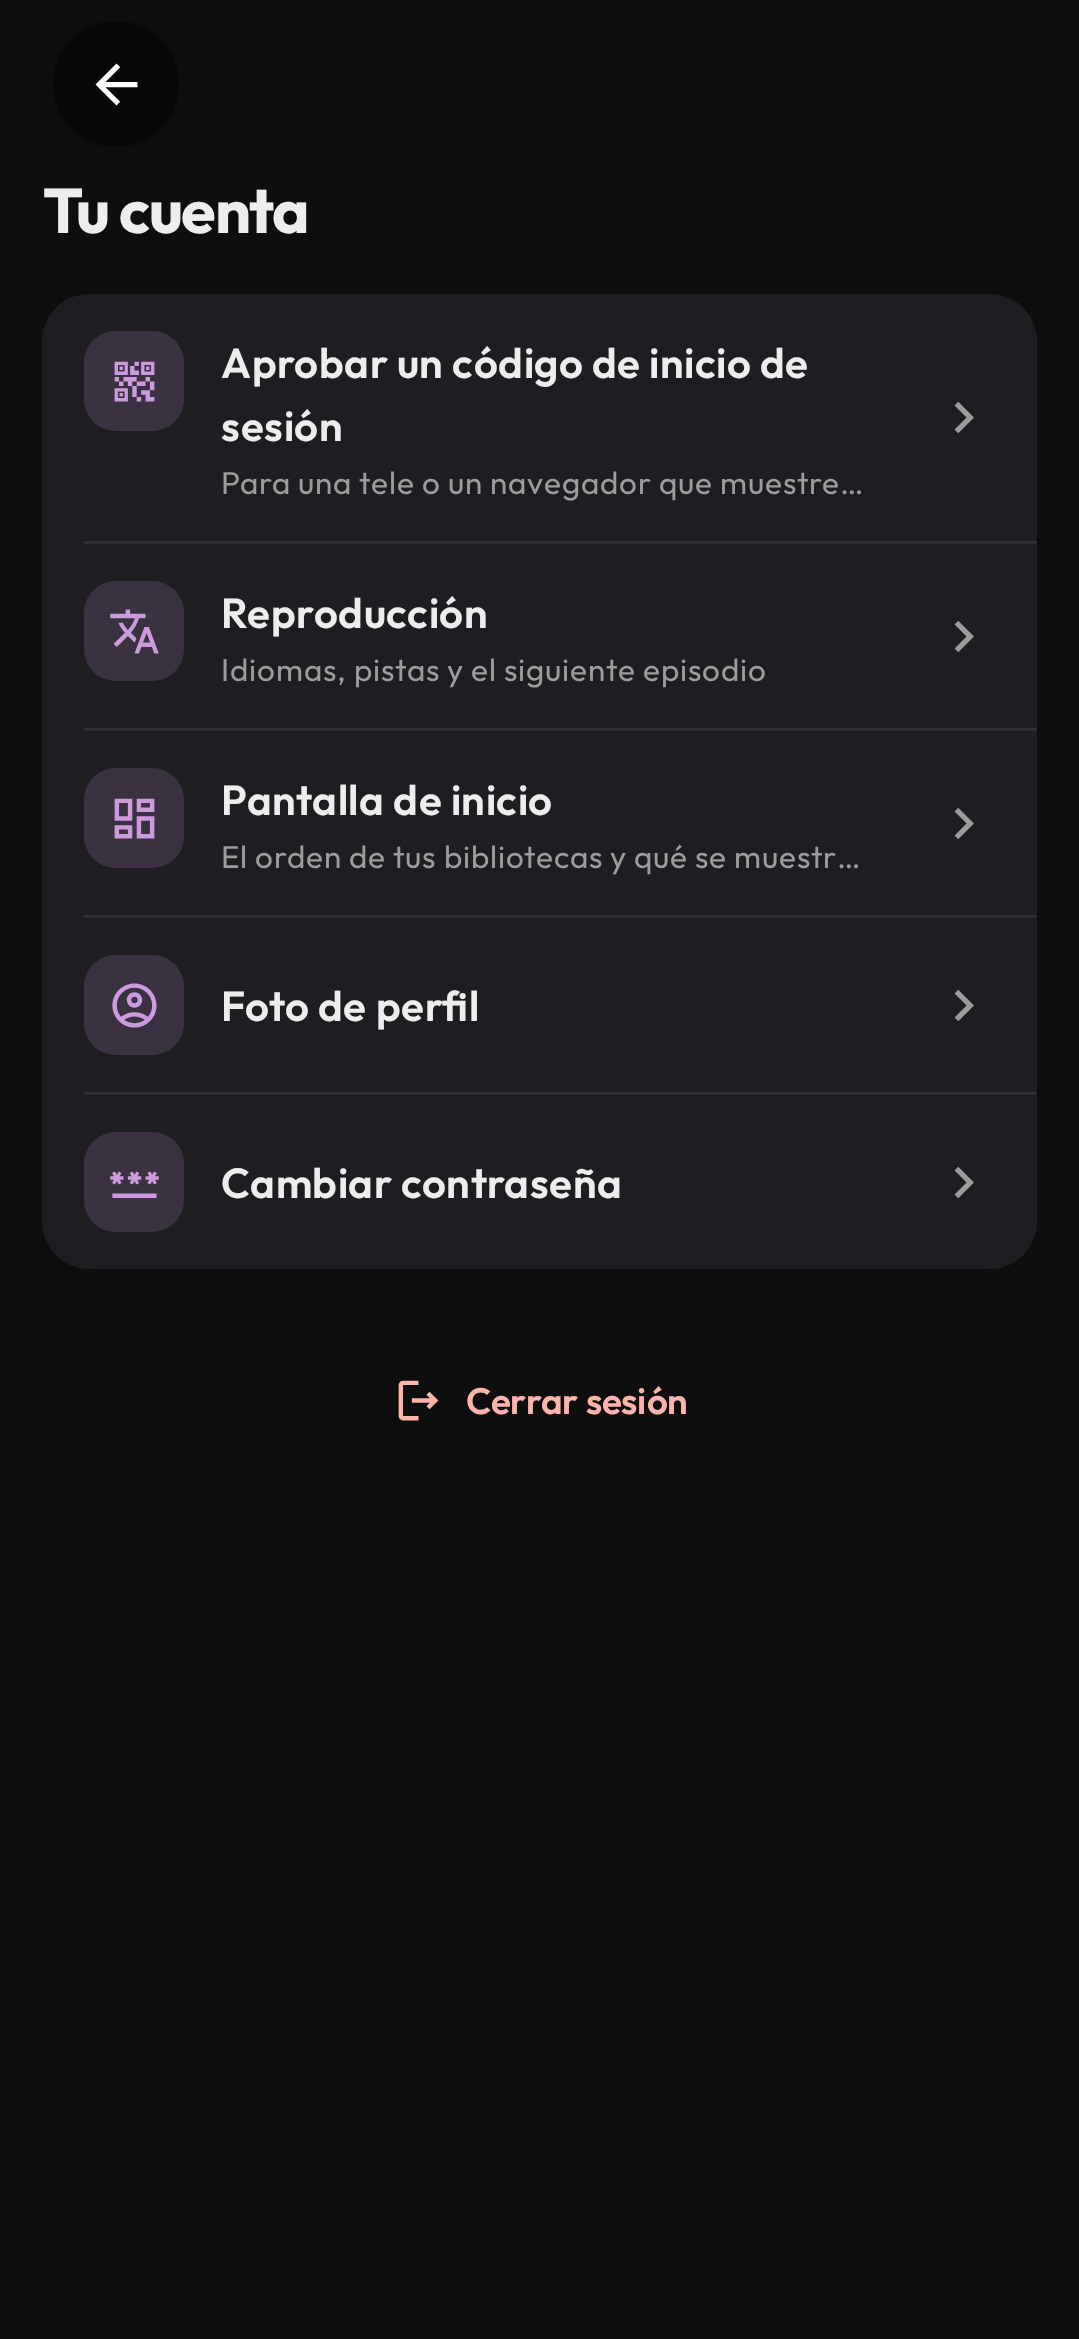 Tu cuenta
Aprobar un código de inicio de
sesión
Para una tele o un navegador que muestre...
Reproducción
Idiomas, pistas y el siguiente episodio
Pantalla de inicio
El orden de tus bibliotecas y qué se muestr...
Foto de perfil
Cambiar contraseña
Cerrar sesión